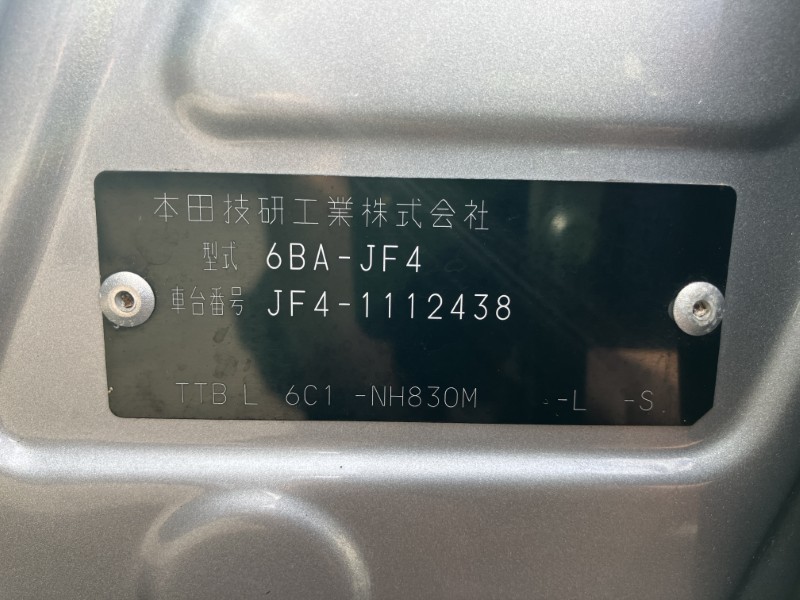 本田技研工業株式会社
型式 6BA-JF4
車台番号 JF4-1112438
TTB L 6C1 -NH830M -L -S